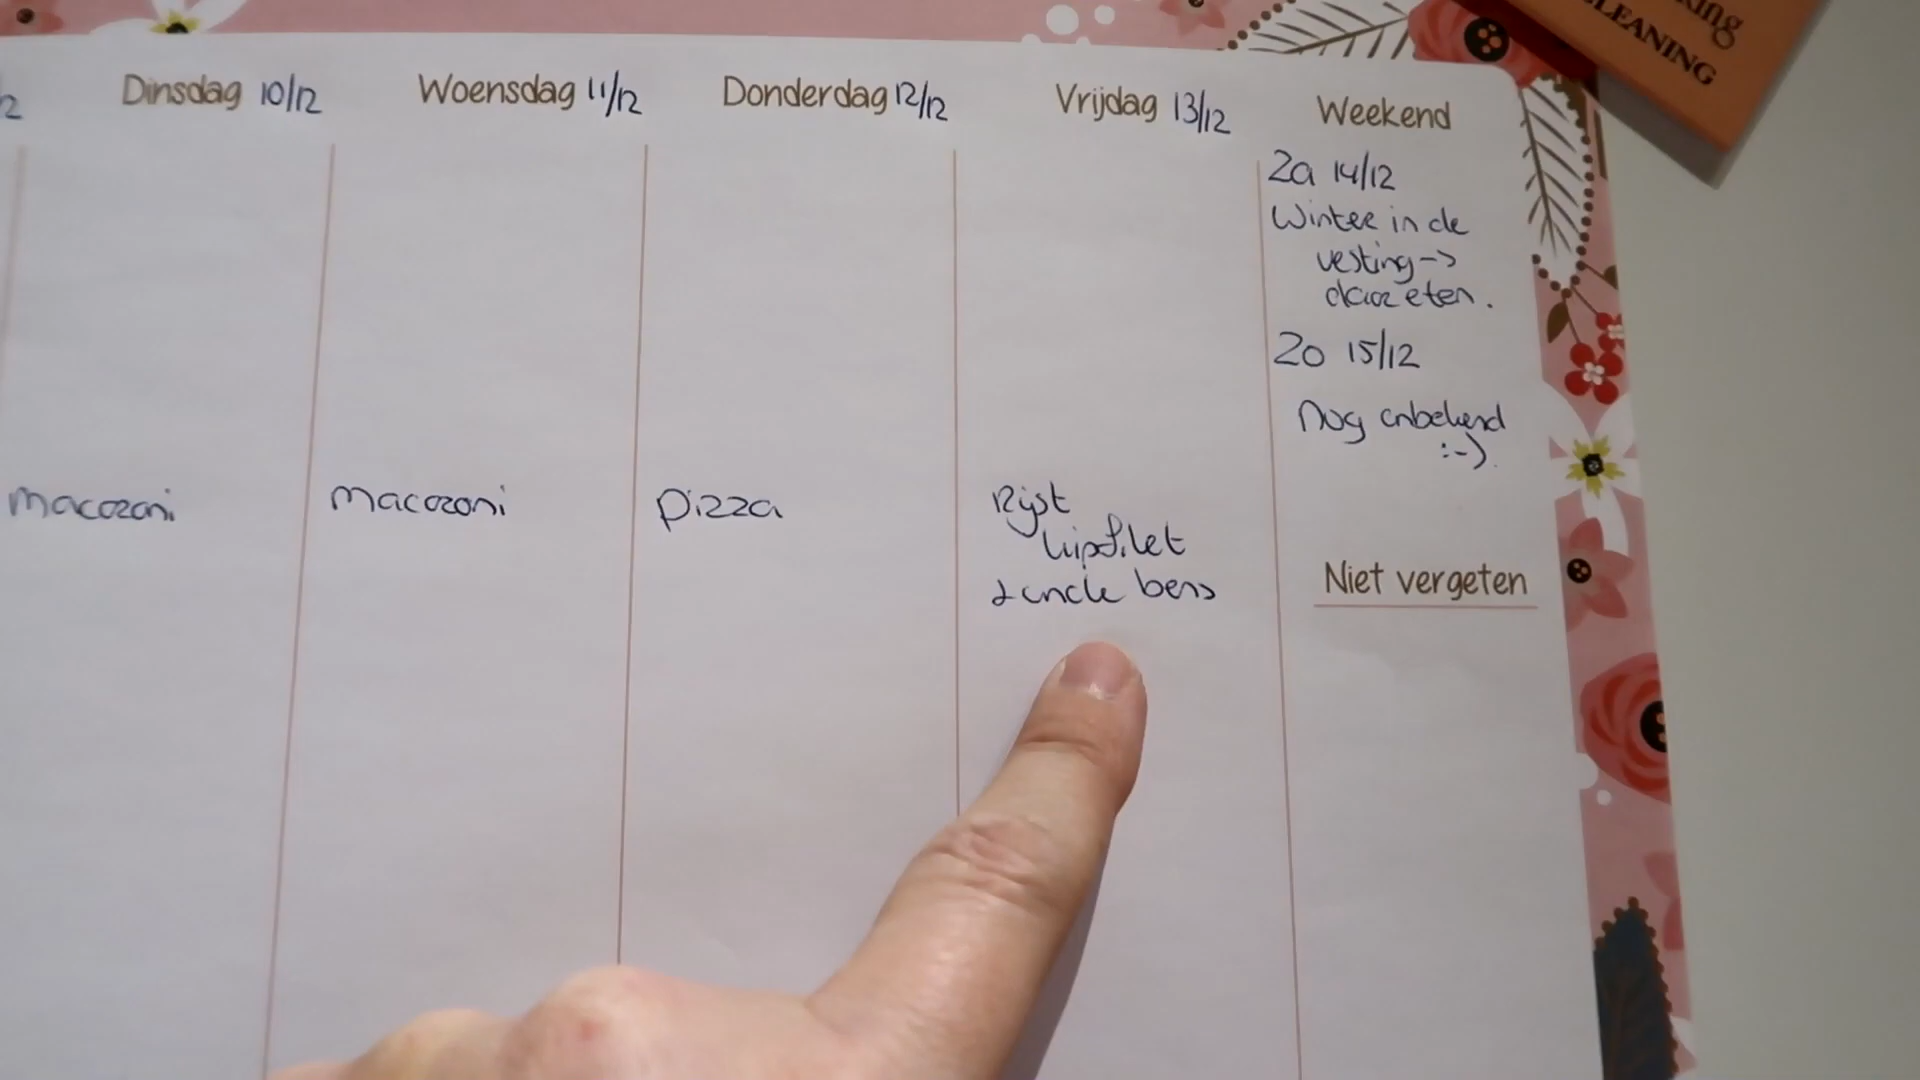 Dinsdag 10/12
Macaroni
Woensdag 11/12
Macaroni
Donderdag 12/12
Pizza
Vrijdag 13/12
Rijst
kipfilet
& uncle bens
Weekend
Za 14/12
Winter in de
vesting ->
daar eten.
Zo 15/12
Nog onbekend
:-)
Niet vergeten
CLEANING